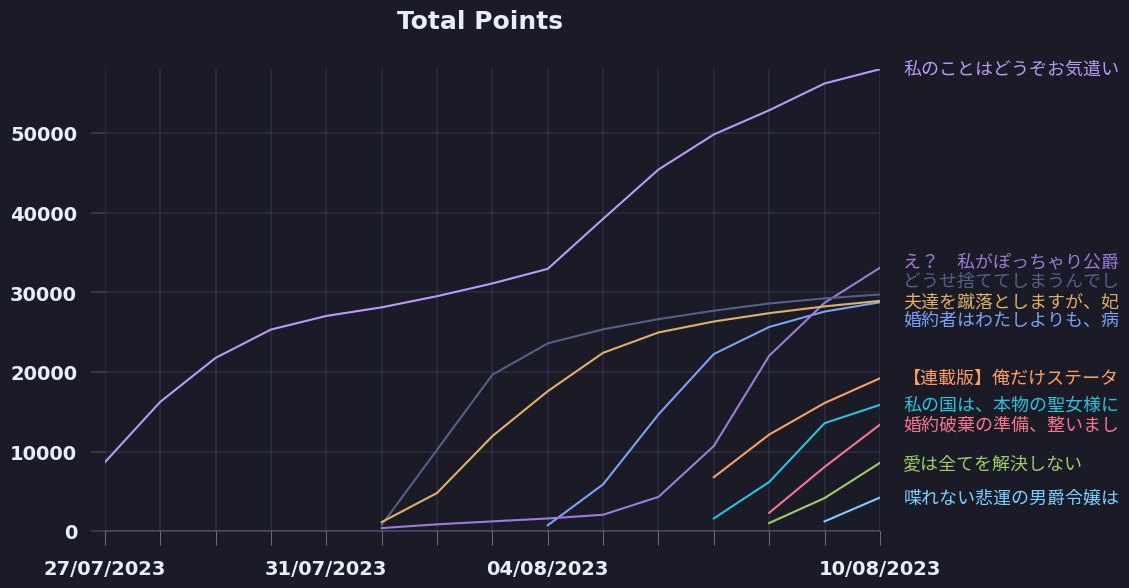 Total Points
私のことはどうぞお気遣い
50000
40000
え？　私がぽっちゃり公爵
どうせ捨ててしまうんでし
30000
夫達を蹴落としますが、妃
婚約者はわたしよりも、病
20000
【連載版】俺だけステータ
私の国は、本物の聖女様に
婚約破棄の準備、整いまし
10000
愛は全てを解決しない
喋れない悲運の男爵令嬢は
0
27/07/2023 31/07/2023 04/08/2023 10/08/2023